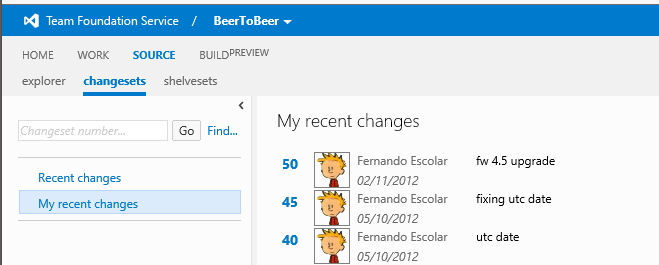 Team Foundation Service / BeerToBeer
HOME WORK SOURCE BUILD PREVIEW
explorer changesets shelvesets
Changeset number... Go Find...
Recent changes
My recent changes
My recent changes
50 Fernando Escolar fw 4.5 upgrade
02/11/2012
45 Fernando Escolar fixing utc date
05/10/2012
40 Fernando Escolar utc date
05/10/2012